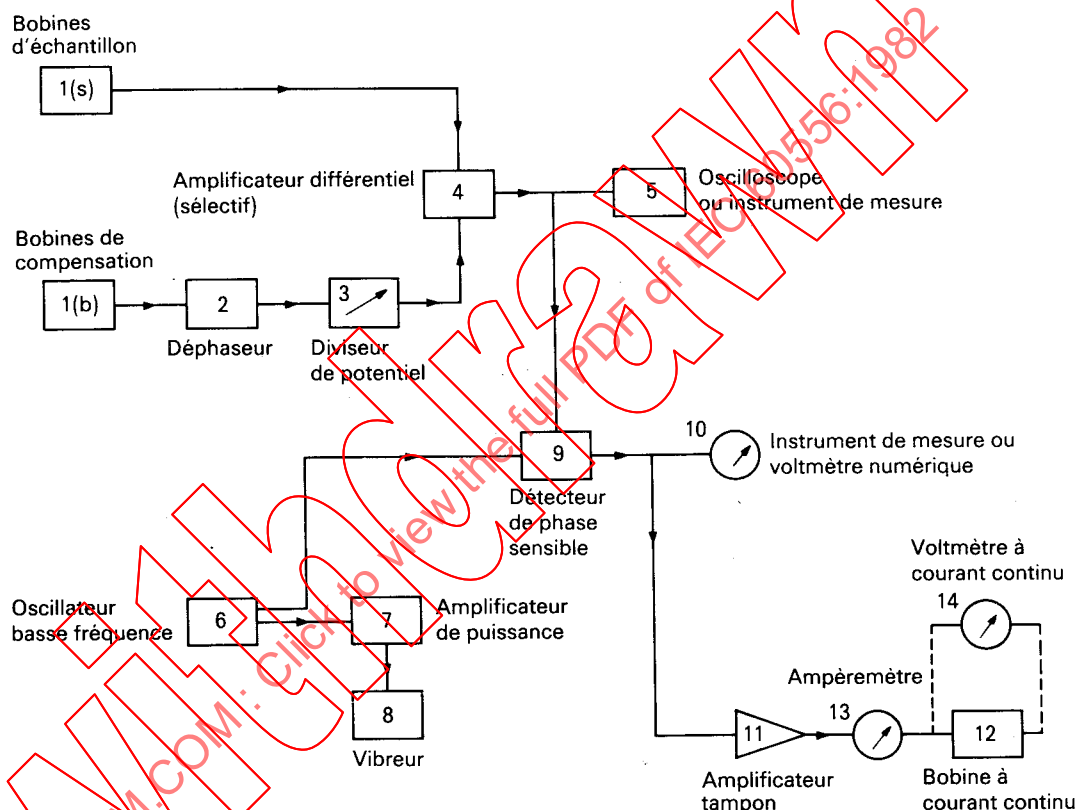 Bobines
d'échantillon
1(s)
Amplificateur différentiel
(sélectif)
4
5
Oscilloscope
ou instrument de mesure
Bobines de
compensation
1(b)
2
3
Déphaseur
Diviseur
de potentiel
10
Instrument de mesure ou
voltmètre numérique
9
Détecteur
de phase
sensible
Voltmètre à
courant continu
14
Oscillateur
basse fréquence
6
7
Amplificateur
de puissance
8
Vibreur
Ampèremètre
13
11
12
Amplificateur
tampon
Bobine à
courant continu
M.COM : Click to view the full PDF of IEC 60556:1982
withdrawn